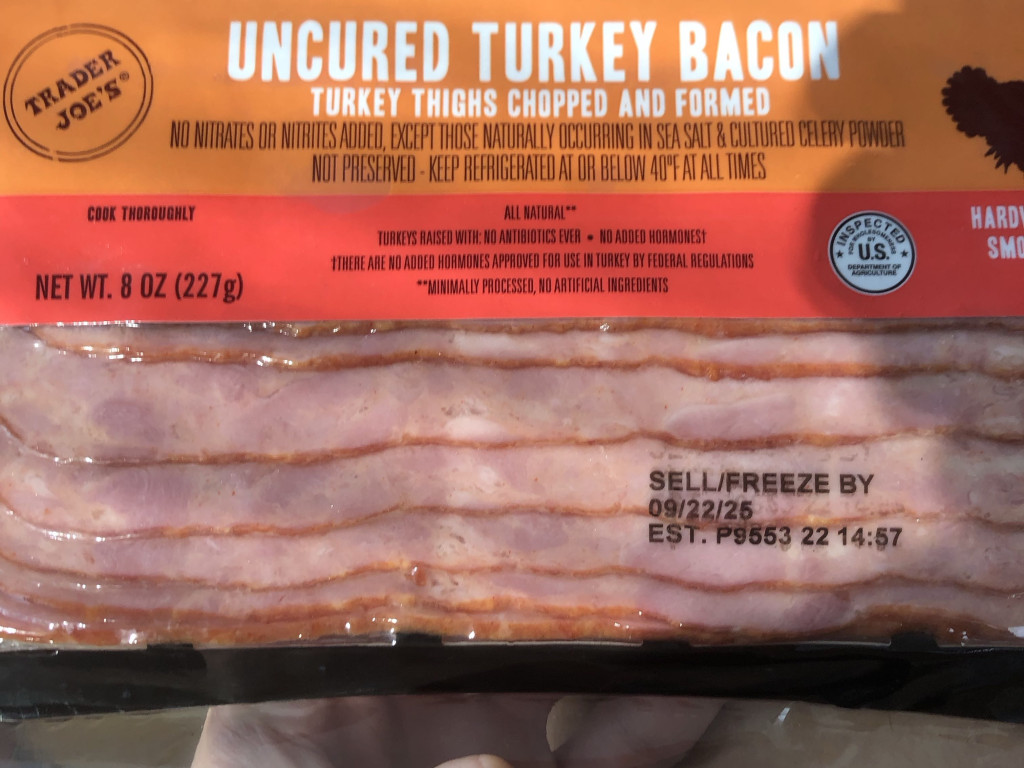 TRADER
JOE'S®
UNCURED TURKEY BACON
TURKEY THIGHS CHOPPED AND FORMED
NO NITRATES OR NITRITES ADDED, EXCEPT THOSE NATURALLY OCCURRING IN SEA SALT & CULTURED CELERY POWDER
NOT PRESERVED - KEEP REFRIGERATED AT OR BELOW 40°F AT ALL TIMES
COOK THOROUGHLY
NET WT. 8 OZ (227g)
ALL NATURAL**
TURKEYS RAISED WITH: NO ANTIBIOTICS EVER • NO ADDED HORMONES†
†THERE ARE NO ADDED HORMONES APPROVED FOR USE IN TURKEY BY FEDERAL REGULATIONS
**MINIMALLY PROCESSED, NO ARTIFICIAL INGREDIENTS
INSPECTED
FOR WHOLESOMENESS
BY
U.S.
DEPARTMENT OF
AGRICULTURE
SELL/FREEZE BY
09/22/25
EST. P9553 22 14:57